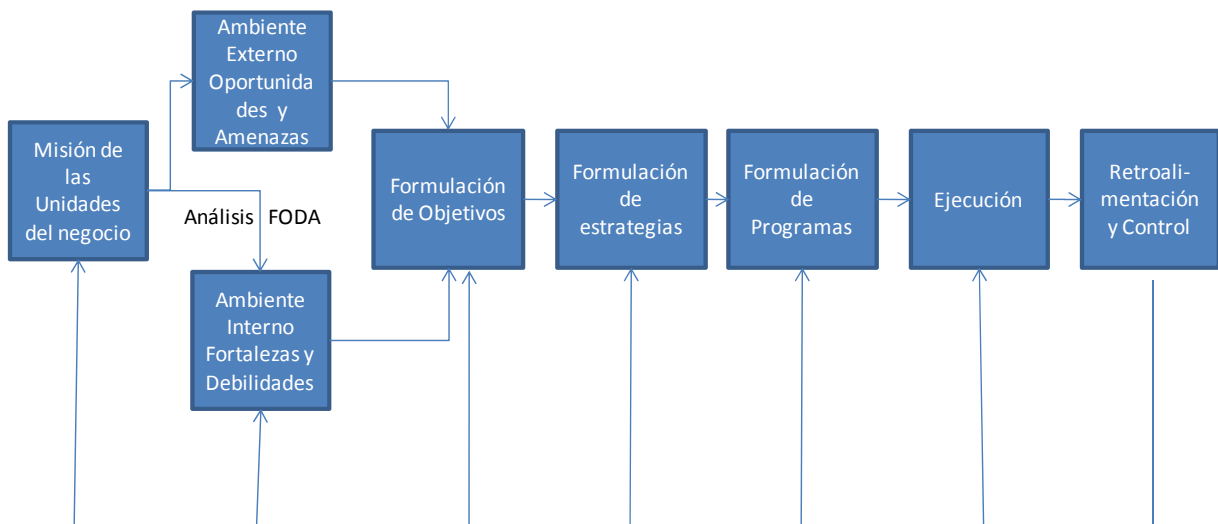 Ambiente
Externo
Oportunida
des y
Amenazas
Misión de
las
Unidades
del negocio
Análisis FODA
Ambiente
Interno
Fortalezas y
Debilidades
Formulación
de Objetivos
Formulación
de
estrategias
Formulación
de
Programas
Ejecución
Retroali-
mentación
y Control